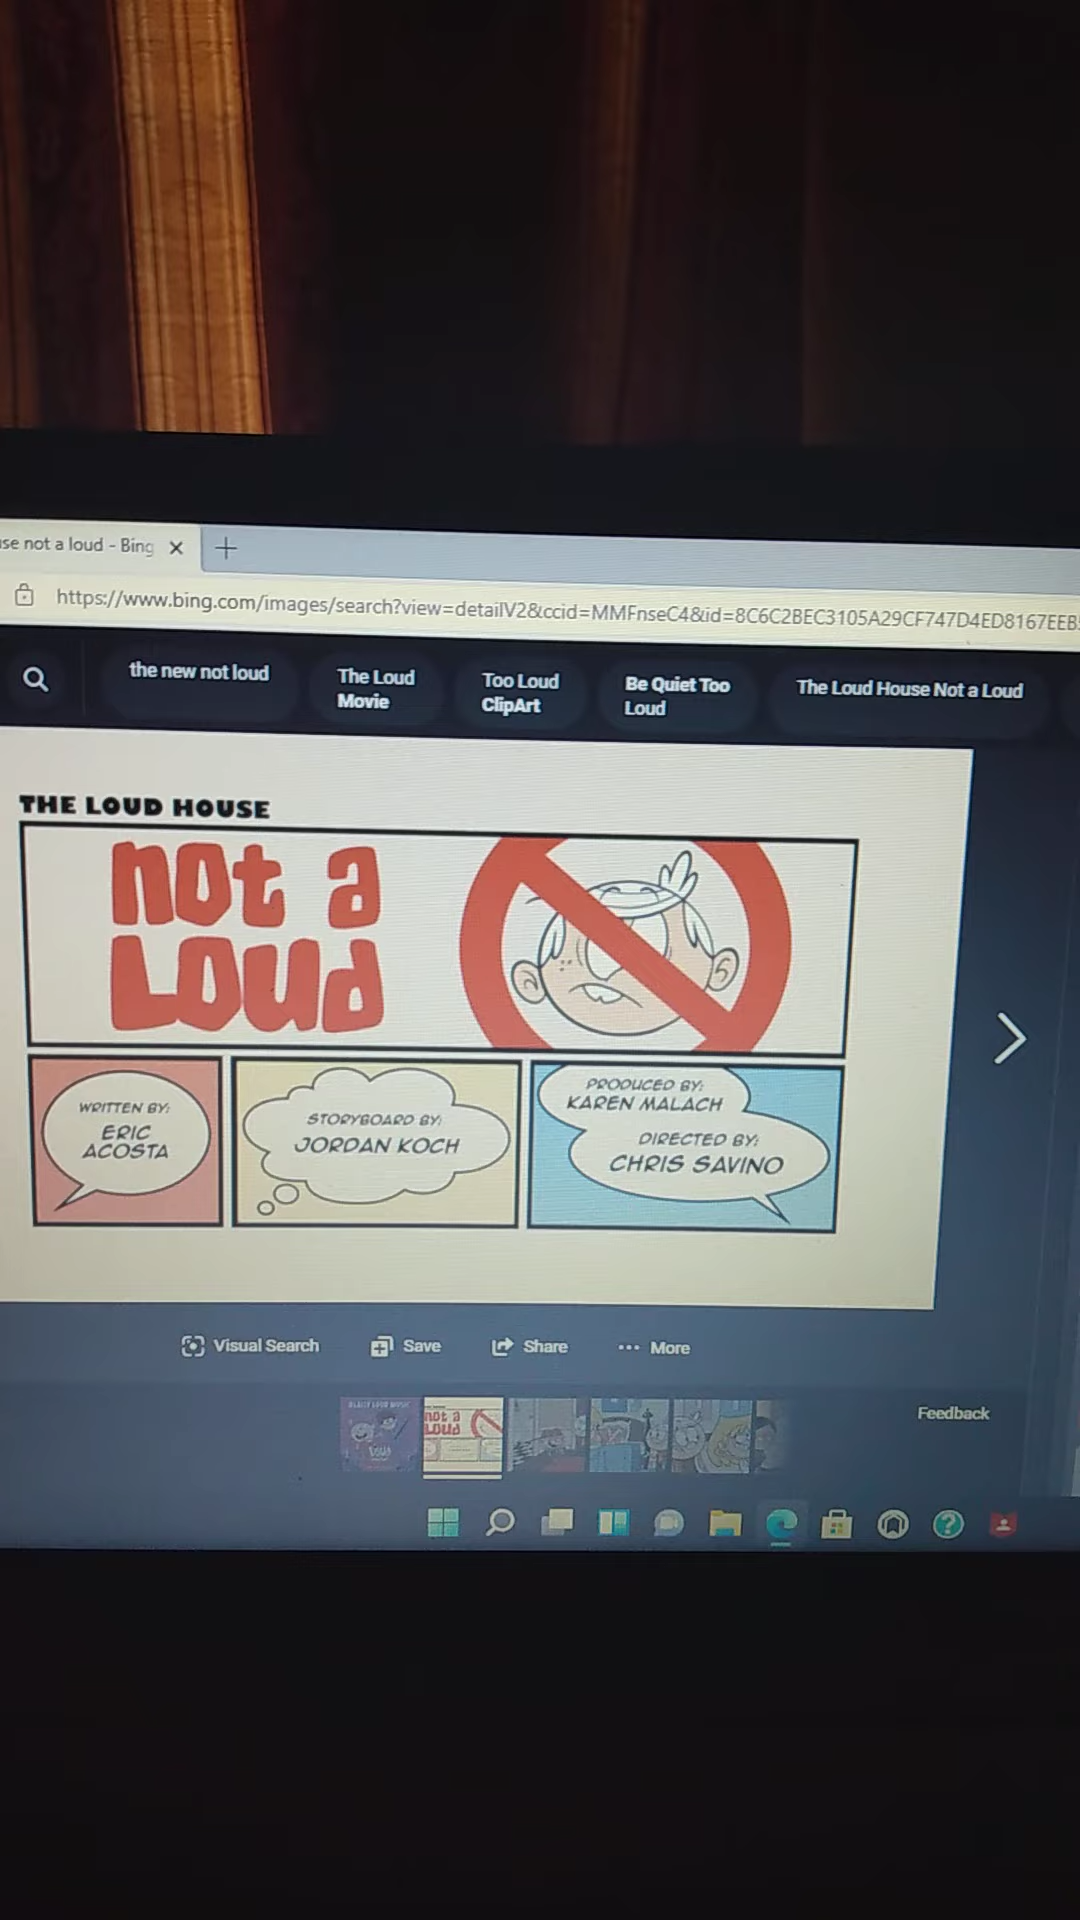 se not a loud - Bing
https://www.bing.com/images/search?view=detailV2&ccid=MMFnseC4&id=8C6C2BEC3105A29CF747D4ED8167EEB
the new not loud
The Loud
Movie
Too Loud
ClipArt
Be Quiet Too
Loud
The Loud House Not a Loud
THE LOUD HOUSE
not a
Loud
WRITTEN BY:
ERIC
ACOSTA
STORYBOARD BY:
JORDAN KOCH
PRODUCED BY:
KAREN MALACH
DIRECTED BY:
CHRIS SAVINO
Visual Search
Save
Share
More
not a
Loud
Feedback